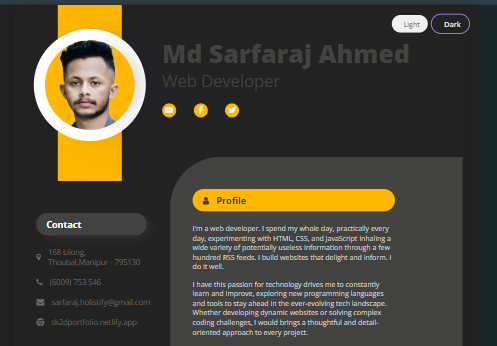 Light
Dark
Md Sarfaraj Ahmed
Web Developer
Profile
I'm a web developer. I spend my whole day, practically every
day, experimenting with HTML, CSS, and JavaScript inhaling a
wide variety of potentially useless information through a few
hundred RSS feeds. I build websites that delight and inform. I
do it well.
I have this passion for technology drives me to constantly
learn and improve, exploring new programming languages
and tools to stay ahead in the ever-evolving tech landscape.
Whether developing dynamic websites or solving complex
coding challenges, I would brings a thoughtful and detail-
oriented approach to every project.
Contact
168 Lilong,
Thoubal,Manipur - 795130
(6009) 753 546
sarfaraj.holistify@gmail.com
sk2dportfolio.netlify.app